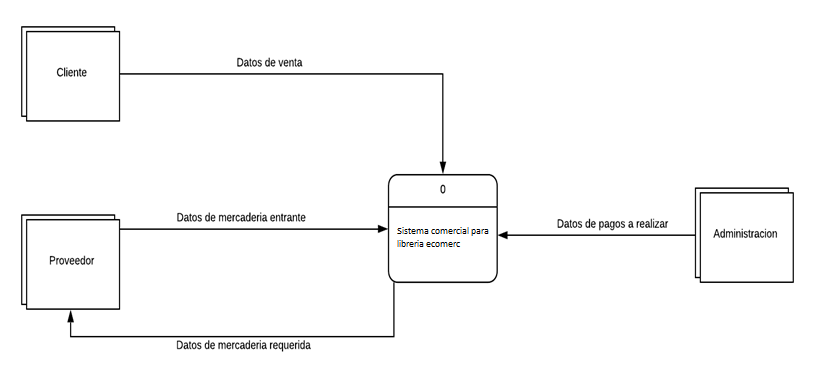 Datos de venta
Cliente
0
Datos de mercaderia entrante
Datos de pagos a realizar
Sistema comercial para
libreria ecomerc
Administracion
Proveedor
Datos de mercaderia requerida